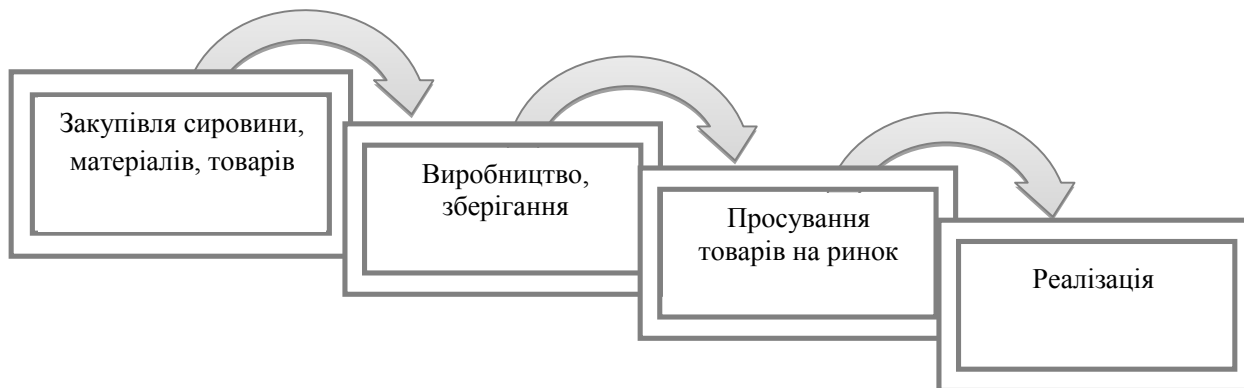 Закупівля сировини,
матеріалів, товарів
Виробництво,
зберігання
Просування
товарів на ринок
Реалізація